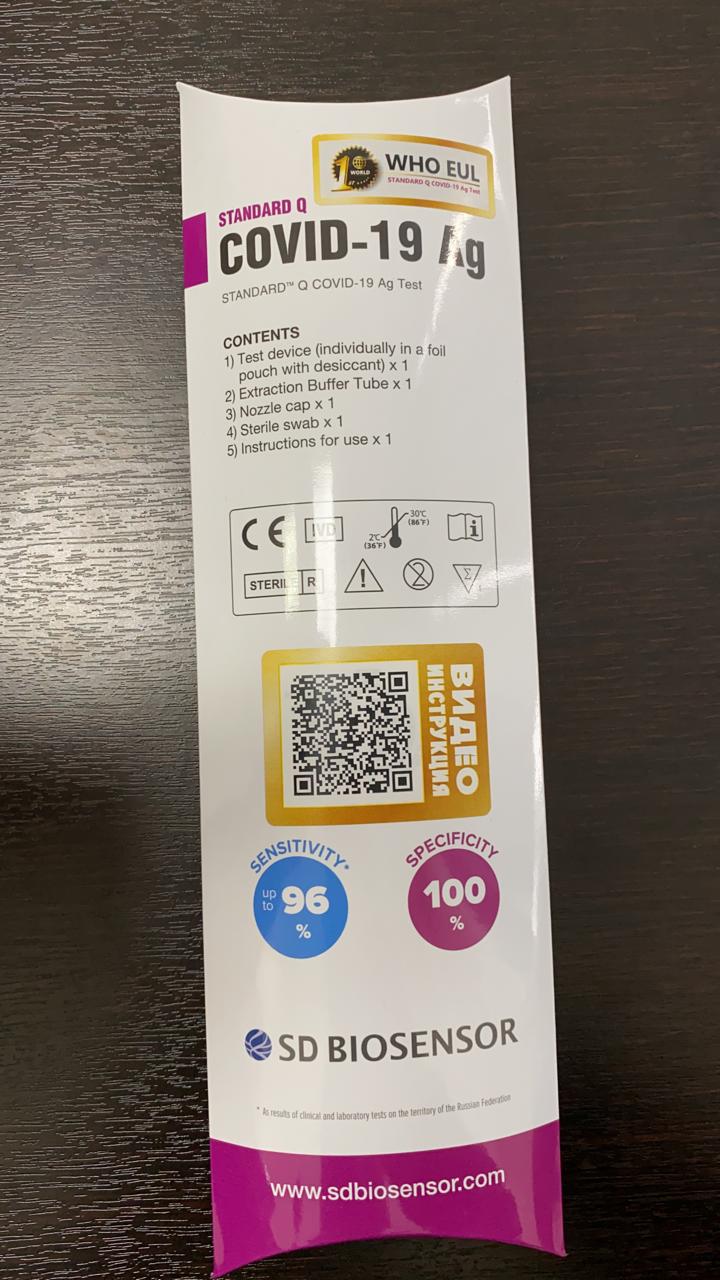 1
WORLD
WHO EUL
STANDARD Q COVID-19 Ag Test
STANDARD Q
COVID-19 Ag
STANDARD™ Q COVID-19 Ag Test
CONTENTS
1) Test device (individually in a foil
pouch with desiccant) x 1
2) Extraction Buffer Tube x 1
3) Nozzle cap x 1
4) Sterile swab x 1
5) Instructions for use x 1
CE IVD 2℃ (36℉) 30℃ (86℉) i
STERILE R ! 2 Σ 1
ВИДЕО
ИНСТРУКЦИЯ
SENSITIVITY*
up to 96 %
SPECIFICITY
100 %
SD BIOSENSOR
* As results of clinical and laboratory tests on the territory of the Russian Federation
www.sdbiosensor.com